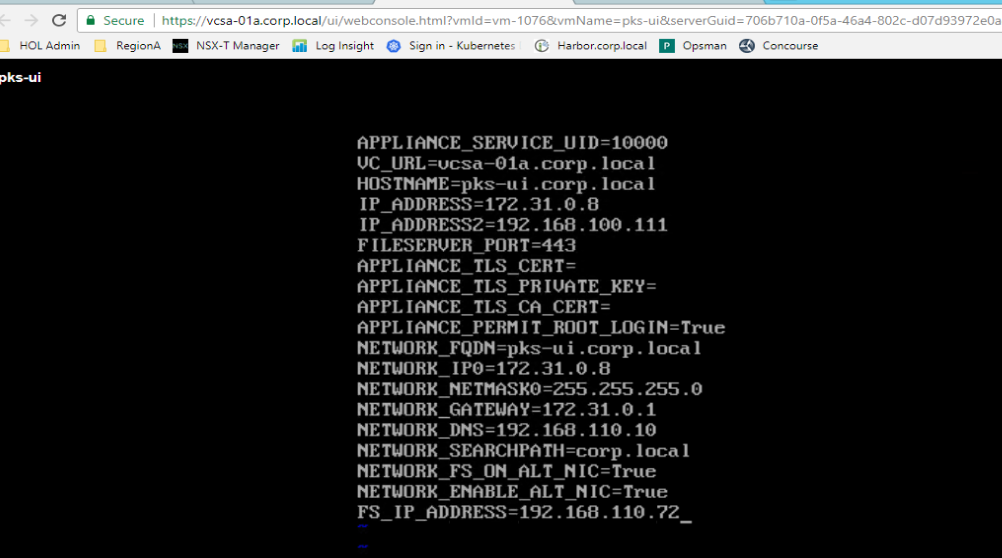 Secure | https://vcsa-01a.corp.local/ui/webconsole.html?vmId=vm-1076&vmName=pks-ui&serverGuid=706b710a-0f5a-46a4-802c-d07d93972e0a
HOL Admin RegionA NSX NSX-T Manager Log Insight Sign in - Kubernetes Harbor.corp.local P Opsman Concourse
pks-ui
APPLIANCE_SERVICE_UID=10000
VC_URL=vcsa-01a.corp.local
HOSTNAME=pks-ui.corp.local
IP_ADDRESS=172.31.0.8
IP_ADDRESS2=192.168.100.111
FILESERVER_PORT=443
APPLIANCE_TLS_CERT=
APPLIANCE_TLS_PRIVATE_KEY=
APPLIANCE_TLS_CA_CERT=
APPLIANCE_PERMIT_ROOT_LOGIN=True
NETWORK_FQDN=pks-ui.corp.local
NETWORK_IP0=172.31.0.8
NETWORK_NETMASK0=255.255.255.0
NETWORK_GATEWAY=172.31.0.1
NETWORK_DNS=192.168.110.10
NETWORK_SEARCHPATH=corp.local
NETWORK_FS_ON_ALT_NIC=True
NETWORK_ENABLE_ALT_NIC=True
FS_IP_ADDRESS=192.168.110.72_
~
~